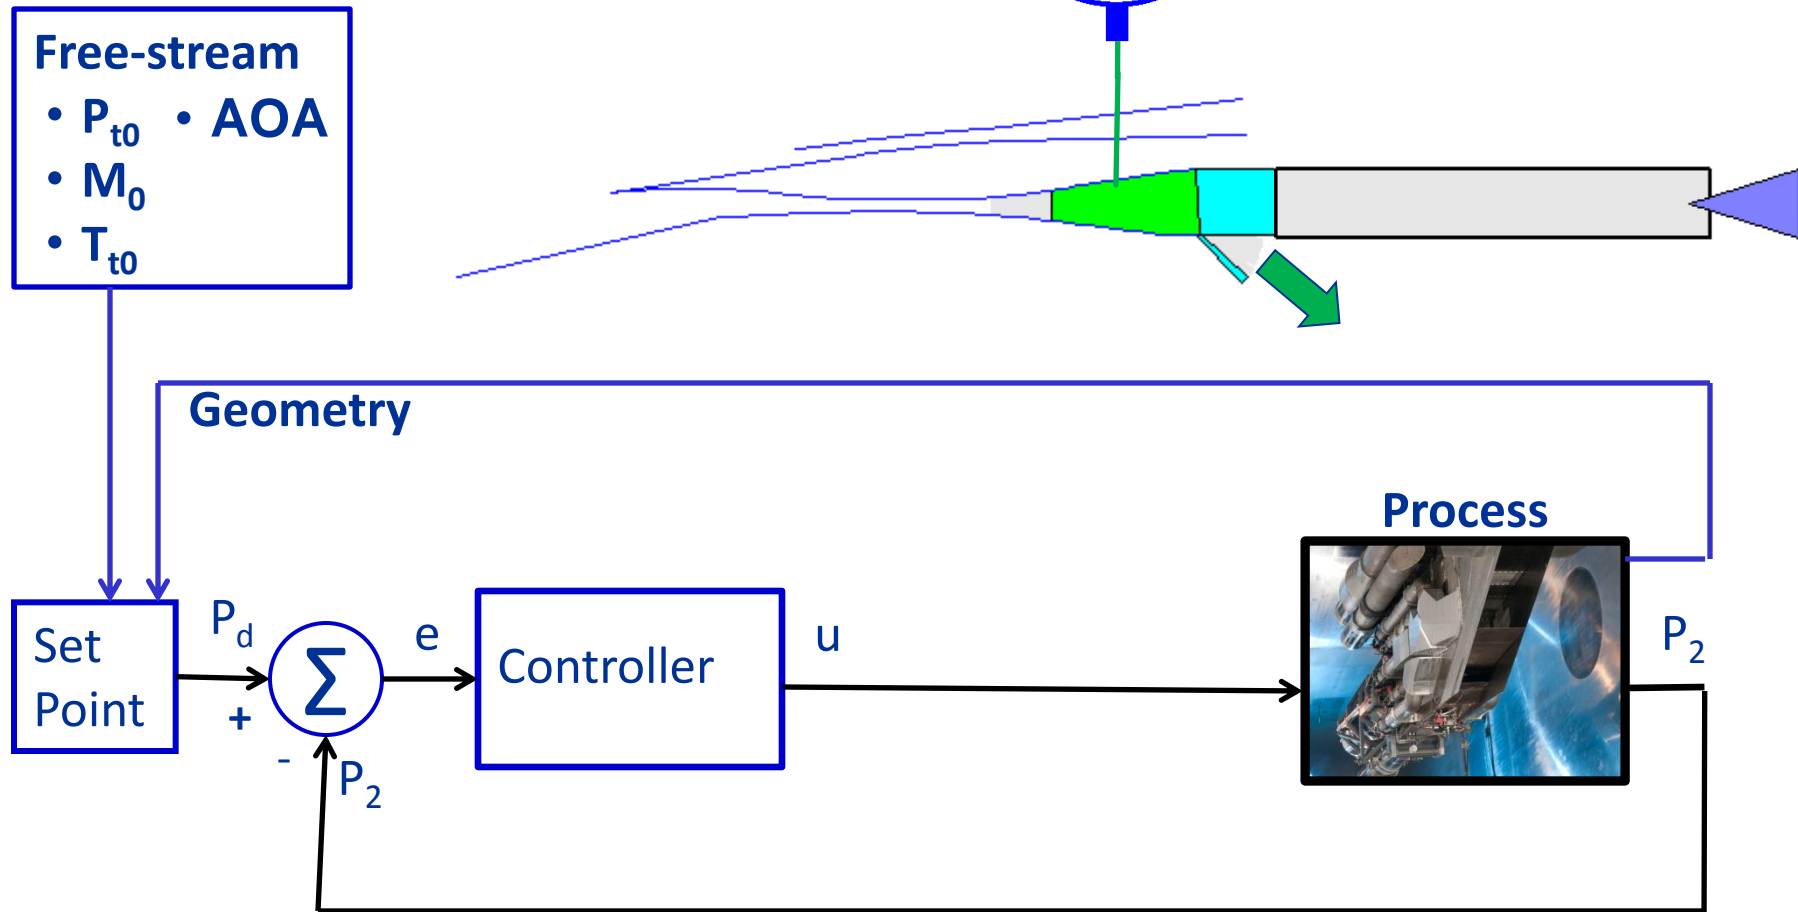 Free-stream
• Pt0 • AOA
• M0
• Tt0
Geometry
Process
Set
Point
Pd
+
-
Σ
P2
e
Controller
u
P2